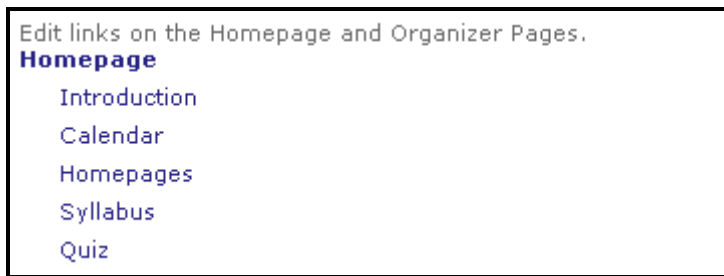 Edit links on the Homepage and Organizer Pages.
Homepage
Introduction
Calendar
Homepages
Syllabus
Quiz